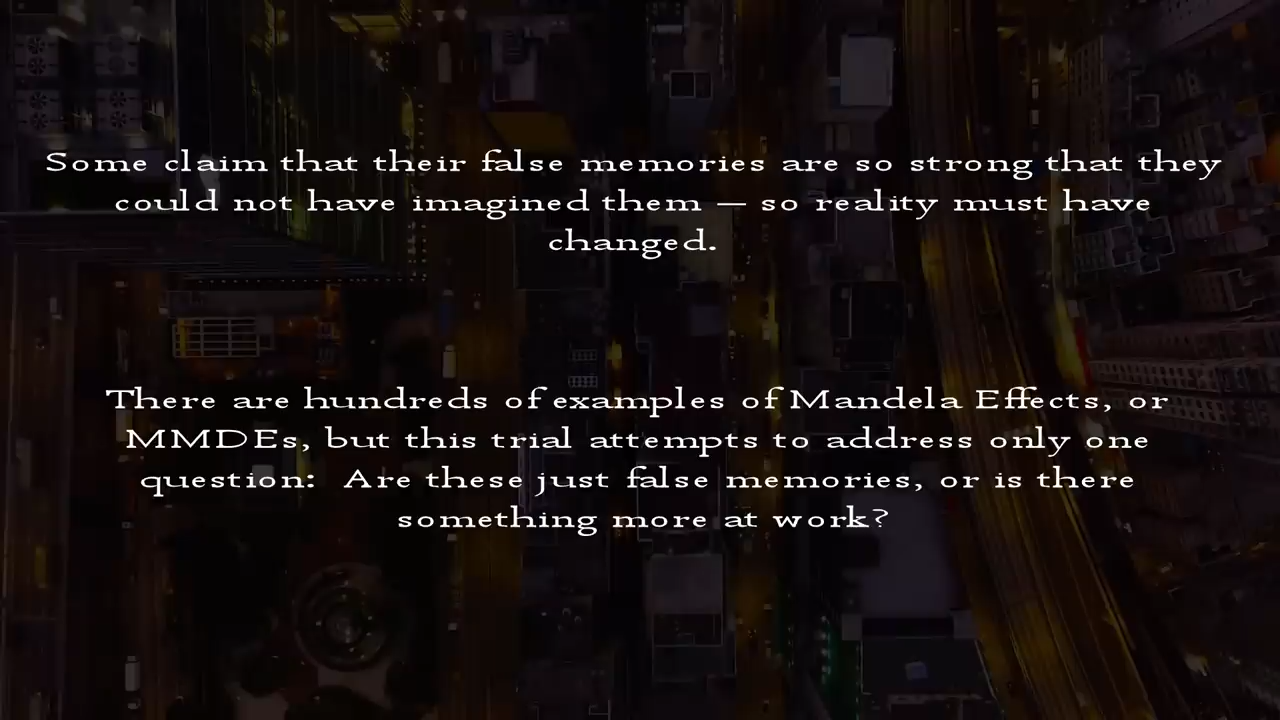 Some claim that their false memories are so strong that they
could not have imagined them — so reality must have
changed.
There are hundreds of examples of Mandela Effects, or
MMDEs, but this trial attempts to address only one
question:  Are these just false memories, or is there
something more at work?